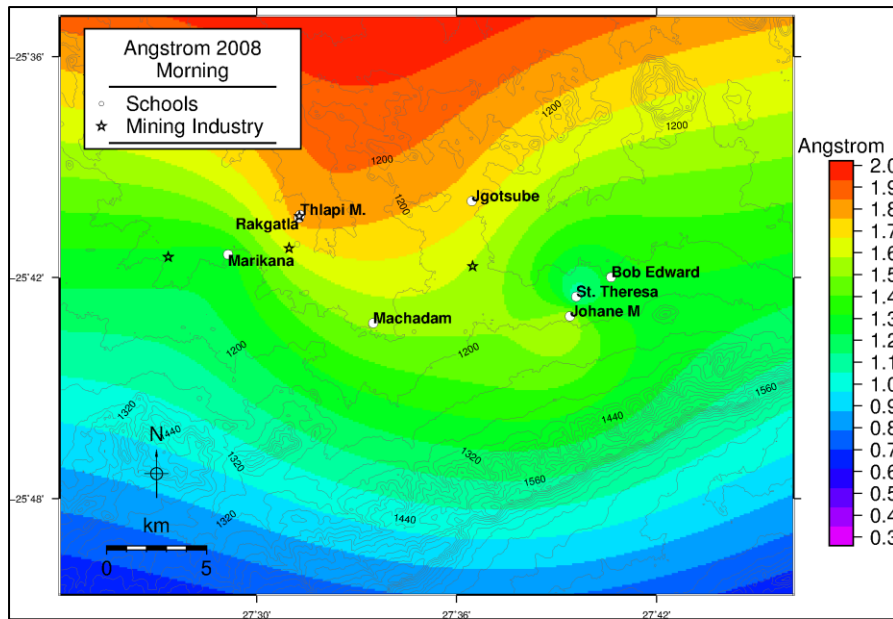 Angstrom 2008
Morning
Schools
Mining Industry
−25˚36'
−25˚42'
−25˚48'
27˚30'
27˚36'
27˚42'
Thlapi M.
Jgotsube
Rakgatla
Marikana
Bob Edward
St. Theresa
Johane M
Machadam
1200
1200
1200
1200
1200
1200
1320
1440
1320
1320
1320
1440
1560
1440
1560
N
km
0 5
Angstrom
2.0
1.9
1.8
1.7
1.6
1.5
1.4
1.3
1.2
1.1
1.0
0.9
0.8
0.7
0.6
0.5
0.4
0.3